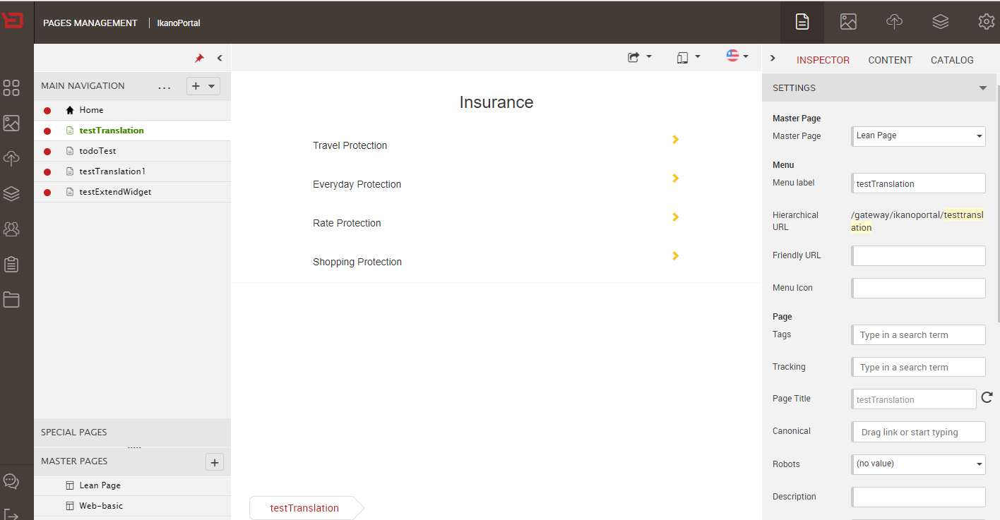 PAGES MANAGEMENT
IkanoPortal
MAIN NAVIGATION
...
Home
testTranslation
todoTest
testTranslation1
testExtendWidget
SPECIAL PAGES
MASTER PAGES
Lean Page
Web-basic
Insurance
Travel Protection
Everyday Protection
Rate Protection
Shopping Protection
testTranslation
INSPECTOR
CONTENT
CATALOG
SETTINGS
Master Page
Master Page
Lean Page
Menu
Menu label
testTranslation
Hierarchical
URL
/gateway/ikanoportal/testtransl
ation
Friendly URL
Menu Icon
Page
Tags
Type in a search term
Tracking
Type in a search term
Page Title
testTranslation
Canonical
Drag link or start typing
Robots
(no value)
Description